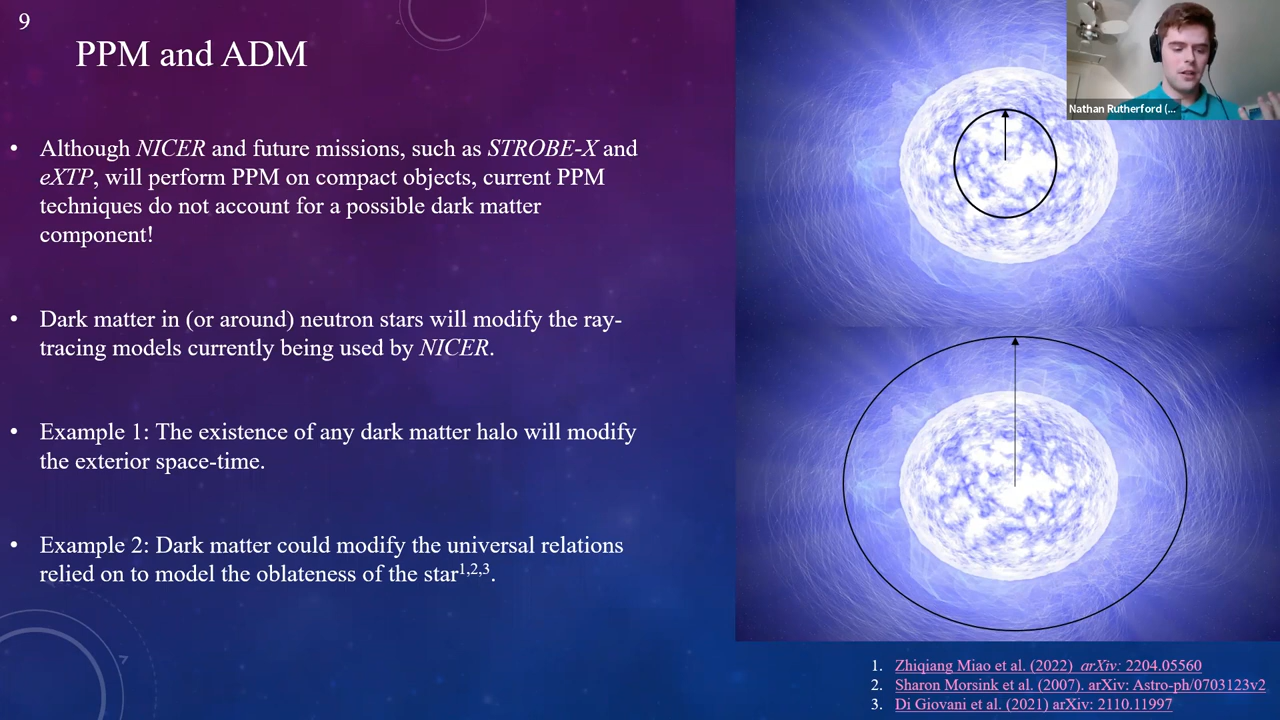 9
PPM and ADM
• Although NICER and future missions, such as STROBE-X and
eXTP, will perform PPM on compact objects, current PPM
techniques do not account for a possible dark matter
component!
• Dark matter in (or around) neutron stars will modify the ray-
tracing models currently being used by NICER.
• Example 1: The existence of any dark matter halo will modify
the exterior space-time.
• Example 2: Dark matter could modify the universal relations
relied on to model the oblateness of the star1,2,3.
Nathan Rutherford (...
1. Zhiqiang Miao et al. (2022) arXiv: 2204.05560
2. Sharon Morsink et al. (2007). arXiv: Astro-ph/0703123v2
3. Di Giovani et al. (2021) arXiv: 2110.11997